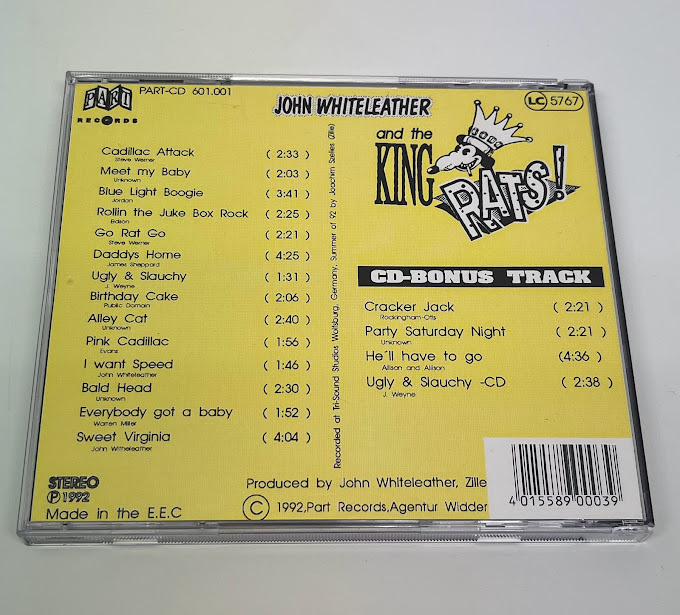 PART
RECORDS
PART-CD 601.001
JOHN WHITELEATHER
LC 5767
and the
KING
RATS!
Cadillac Attack ( 2:33 )
Steve Werner
Meet my Baby ( 2:03 )
Unknown
Blue Light Boogie ( 3:41 )
Jordan
Rollin the Juke Box Rock ( 2:25 )
Edson
Go Rat Go ( 2:21 )
Steve Werner
Daddys Home ( 4:25 )
James Sheppard
Ugly & Slauchy ( 1:31 )
J. Weyne
Birthday Cake ( 2:06 )
Public Domain
Alley Cat ( 2:40 )
Unknown
Pink Cadillac ( 1:56 )
Evans
I want Speed ( 1:46 )
John Whiteleather
Bald Head ( 2:30 )
Unknown
Everybody got a baby ( 1:52 )
Warren Miller
Sweet Virginia ( 4:04 )
John Witheleather
Recorded at Tri-Sound Studios Wolfsburg, Germany, Summer of 92 by Joachim Szelies (Zille)
CD-BONUS TRACK
Cracker Jack ( 2:21 )
Rockingham-Otts
Party Saturday Night ( 2:21 )
Unknown
He'll have to go (4:36 )
Allison and Allison
Ugly & Slauchy -CD ( 2:38 )
J. Weyne
STEREO
P 1992
Made in the E.E.C
Produced by John Whiteleather, Zille
© 1992,Part Records,Agentur Widder
4 015589 000039